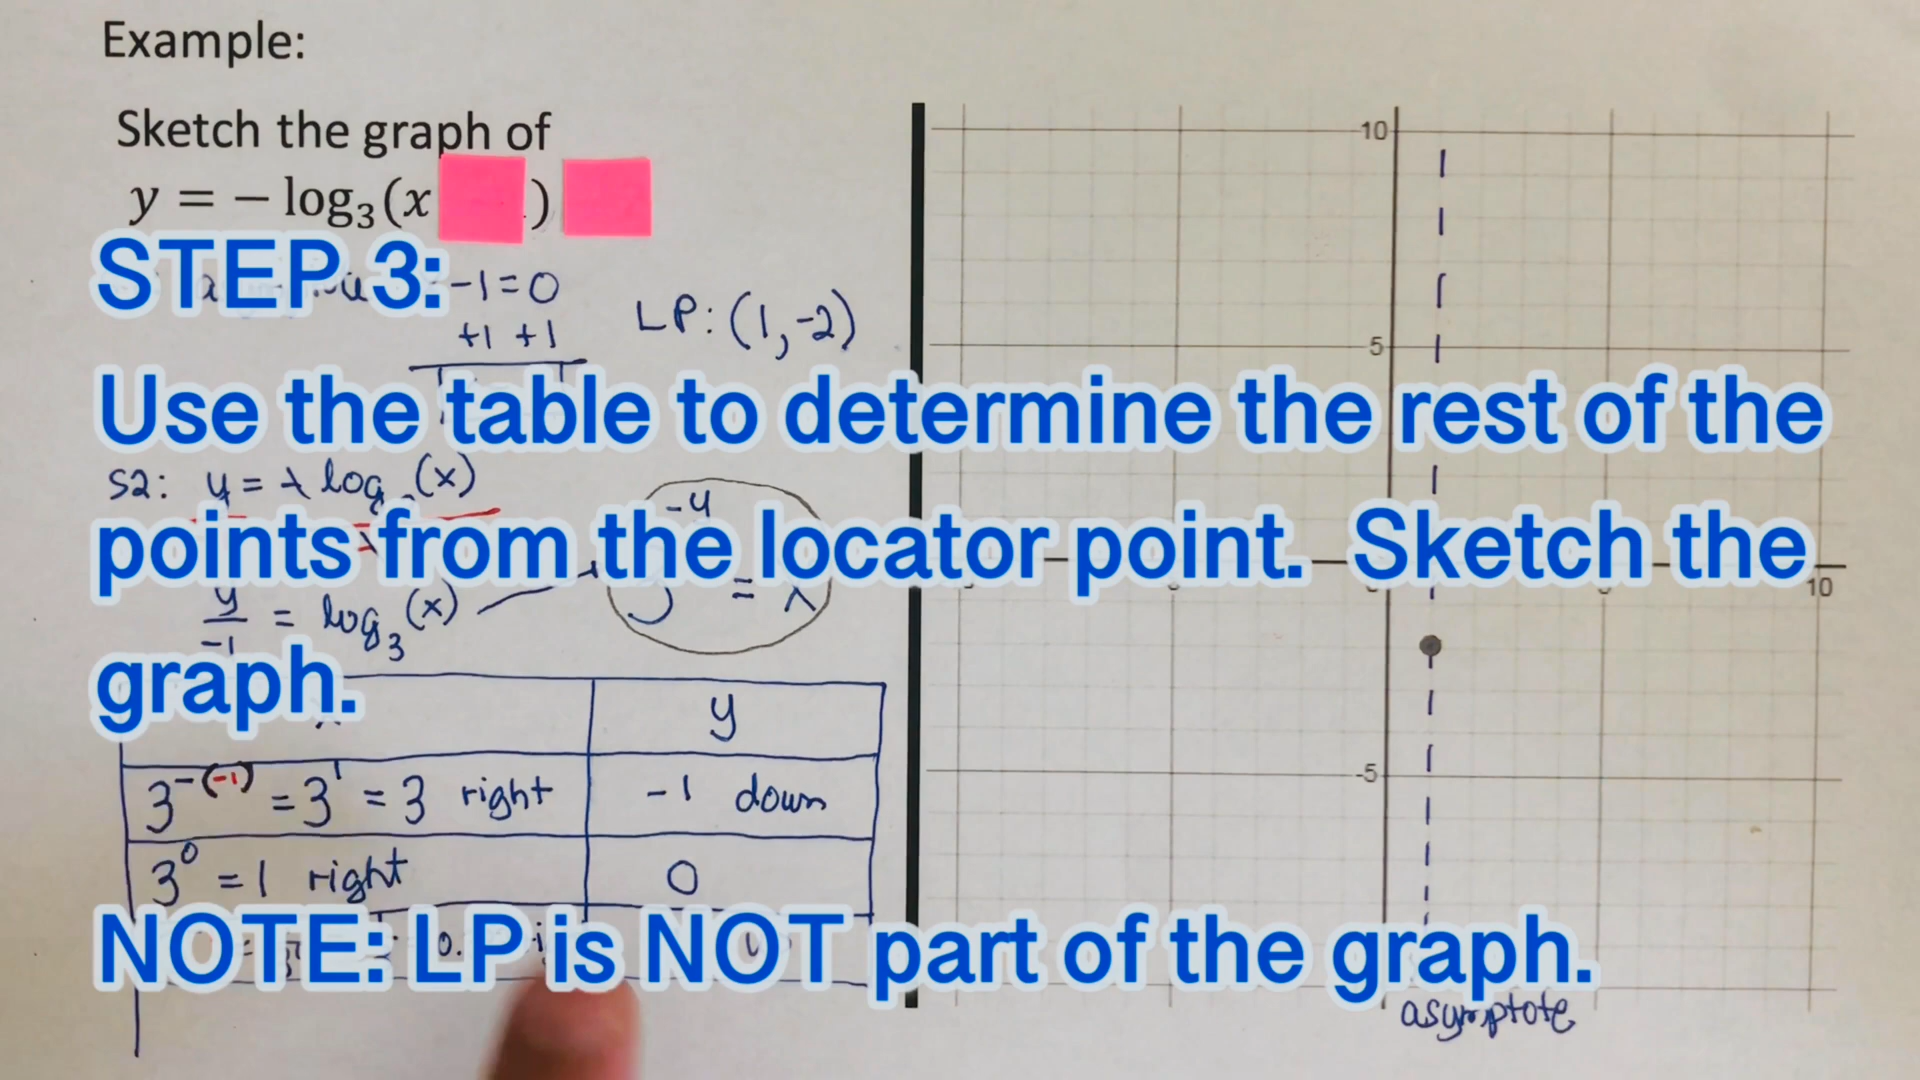 Example:
Sketch the graph of
y = − log₃(x )
STEP 3:
-1=0
+1 +1
LP: (1,-2)
Use the table to determine the rest of the
S2: y = log (x)
-y
points from the locator point. Sketch the
y/-1 = log₃(x)
3 = x
graph.
y
3^-(-1) = 3^1 = 3 right -1 down
3^0 = 1 right 0
NOTE: LP is NOT part of the graph.
10
5
10
-5
asymptote